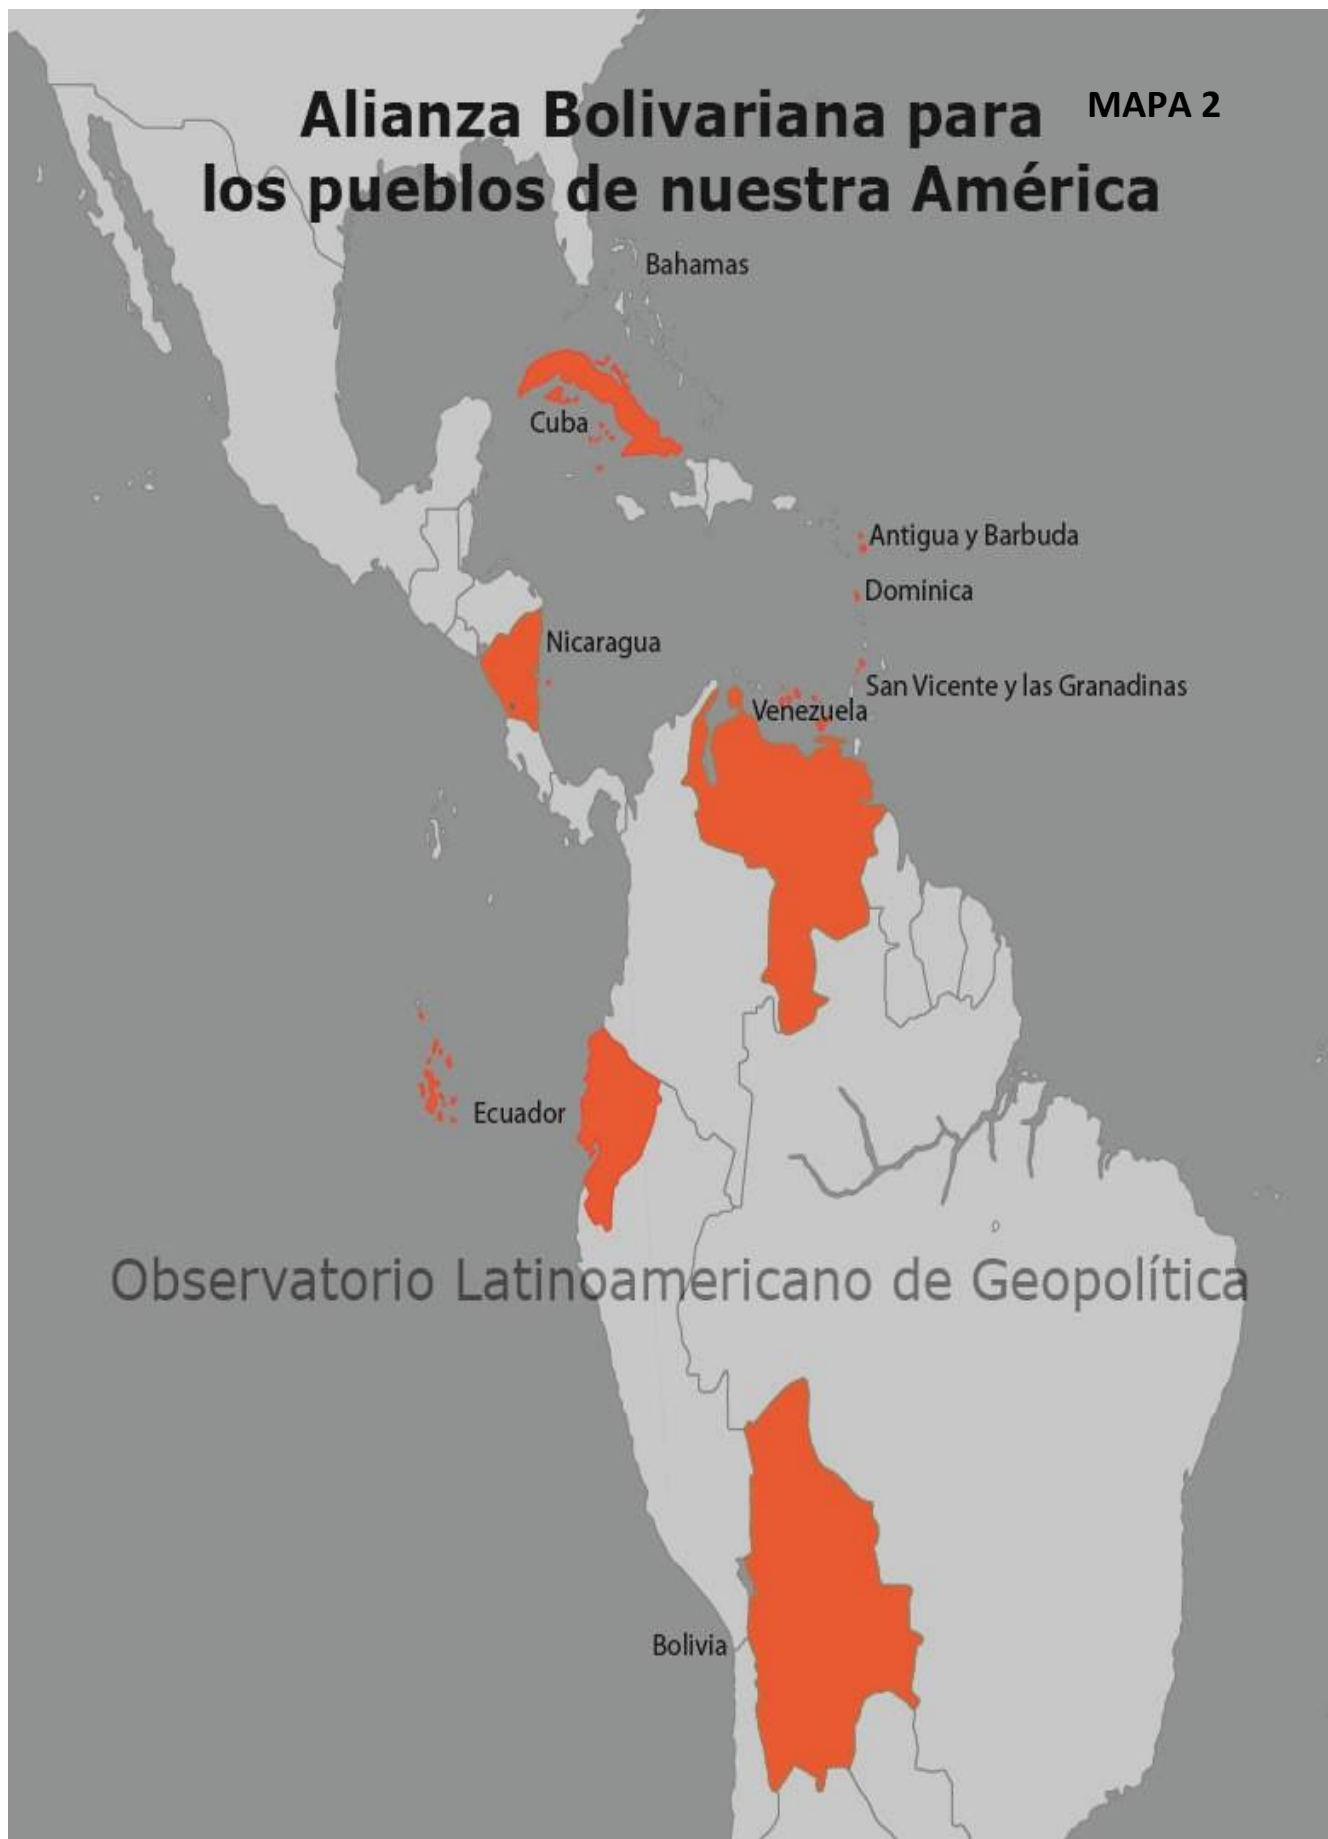 Alianza Bolivariana para
MAPA 2
los pueblos de nuestra América
Bahamas
Cuba
Antigua y Barbuda
Dominica
Nicaragua
San Vicente y las Granadinas
Venezuela
Ecuador
Observatorio Latinoamericano de Geopolítica
Bolivia